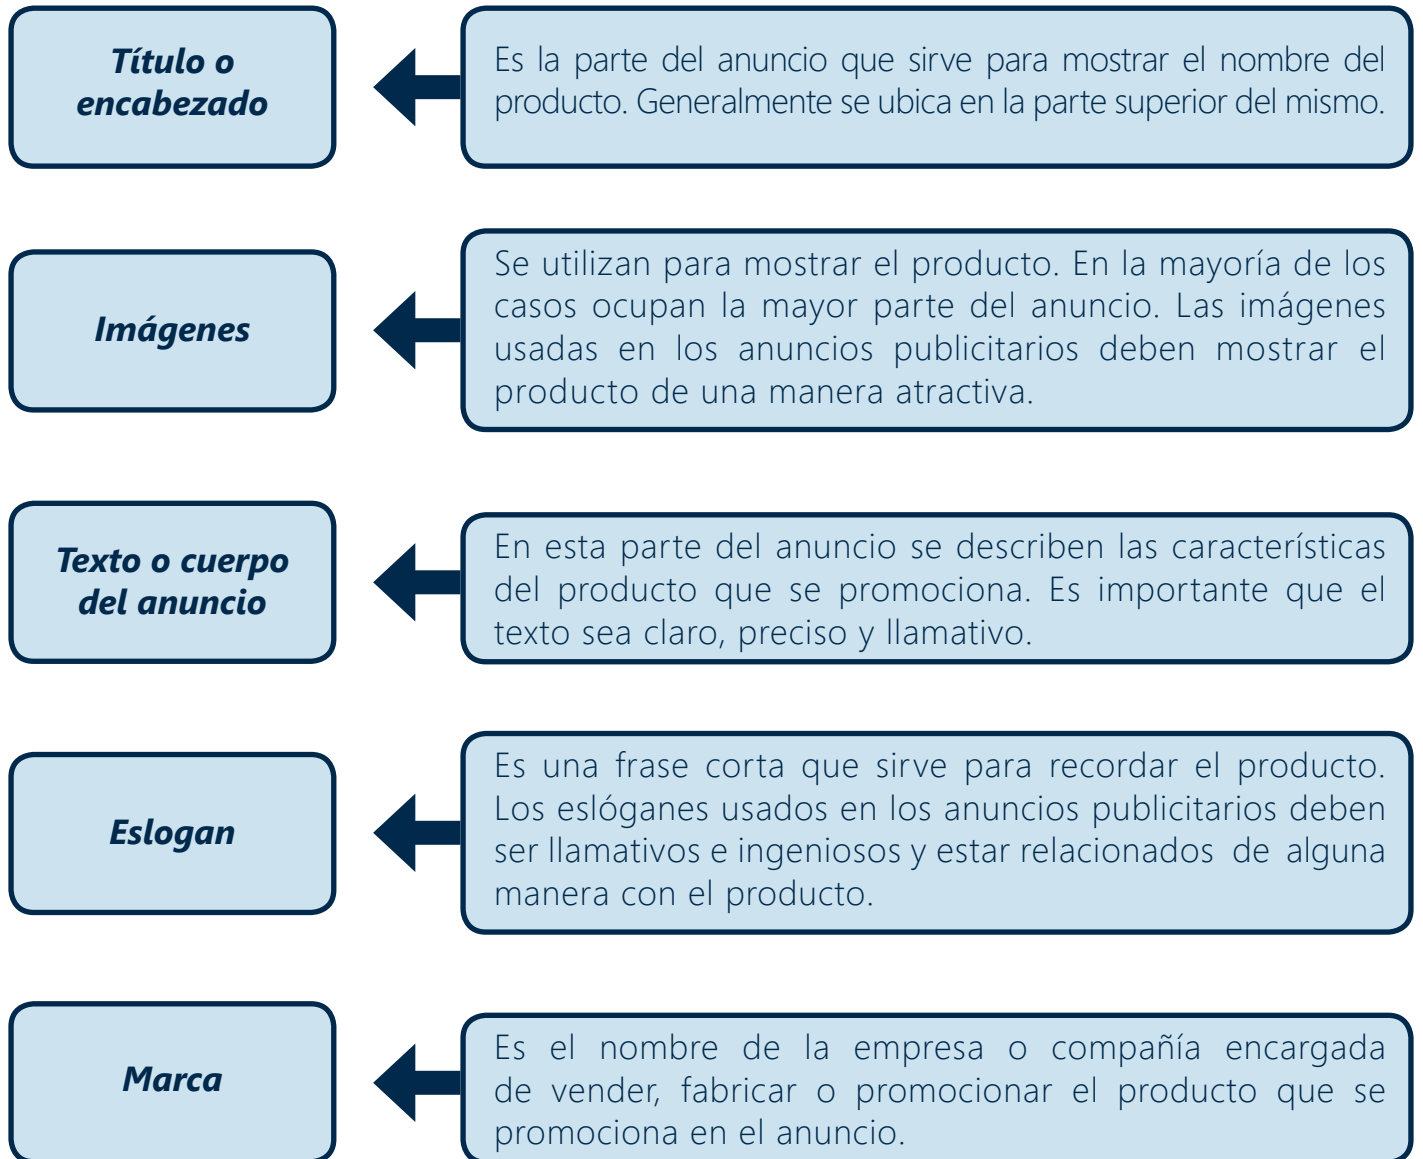 Título o
encabezado
Es la parte del anuncio que sirve para mostrar el nombre del
producto. Generalmente se ubica en la parte superior del mismo.
Imágenes
Se utilizan para mostrar el producto. En la mayoría de los
casos ocupan la mayor parte del anuncio. Las imágenes
usadas en los anuncios publicitarios deben mostrar el
producto de una manera atractiva.
Texto o cuerpo
del anuncio
En esta parte del anuncio se describen las características
del producto que se promociona. Es importante que el
texto sea claro, preciso y llamativo.
Eslogan
Es una frase corta que sirve para recordar el producto.
Los eslóganes usados en los anuncios publicitarios deben
ser llamativos e ingeniosos y estar relacionados de alguna
manera con el producto.
Marca
Es el nombre de la empresa o compañía encargada
de vender, fabricar o promocionar el producto que se
promociona en el anuncio.